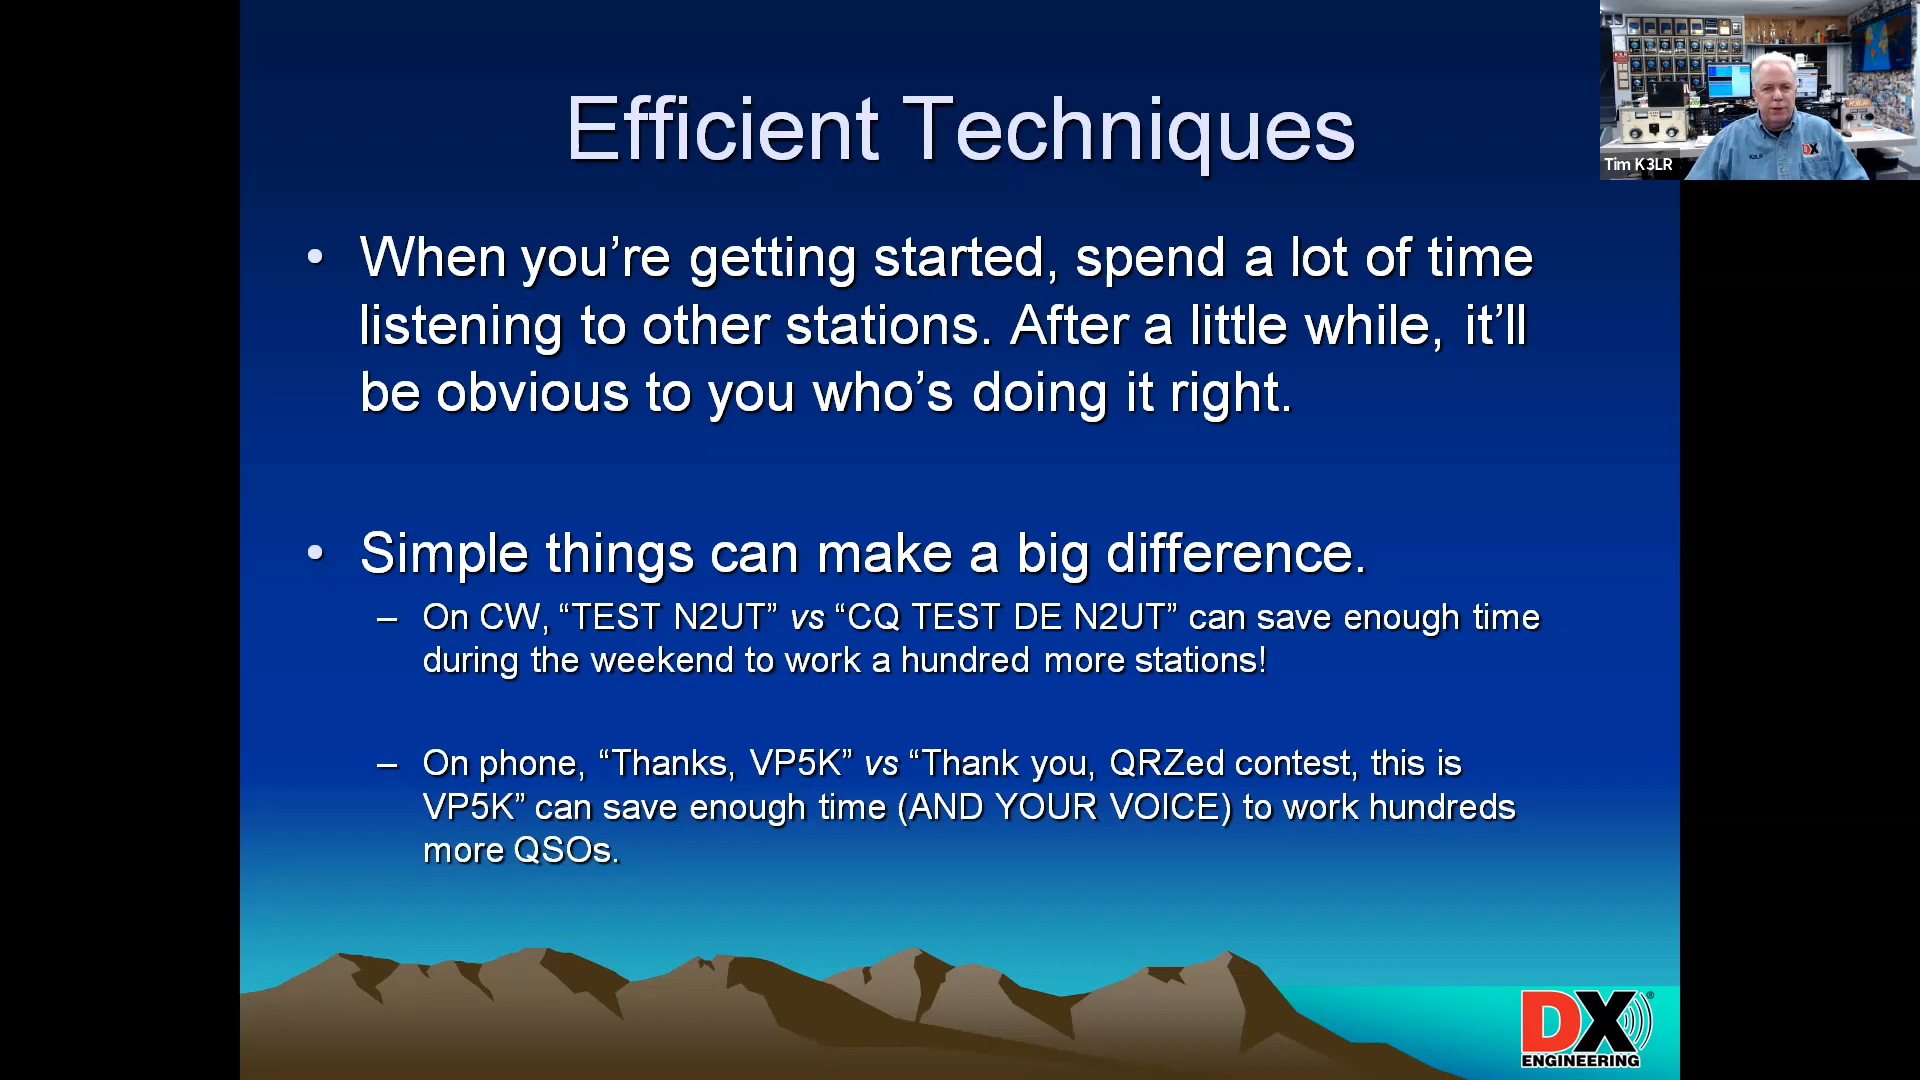 Efficient Techniques
Tim K3LR
• When you’re getting started, spend a lot of time
listening to other stations. After a little while, it’ll
be obvious to you who’s doing it right.
• Simple things can make a big difference.
– On CW, “TEST N2UT” vs “CQ TEST DE N2UT” can save enough time
during the weekend to work a hundred more stations!
– On phone, “Thanks, VP5K” vs “Thank you, QRZed contest, this is
VP5K” can save enough time (AND YOUR VOICE) to work hundreds
more QSOs.
DX
ENGINEERING